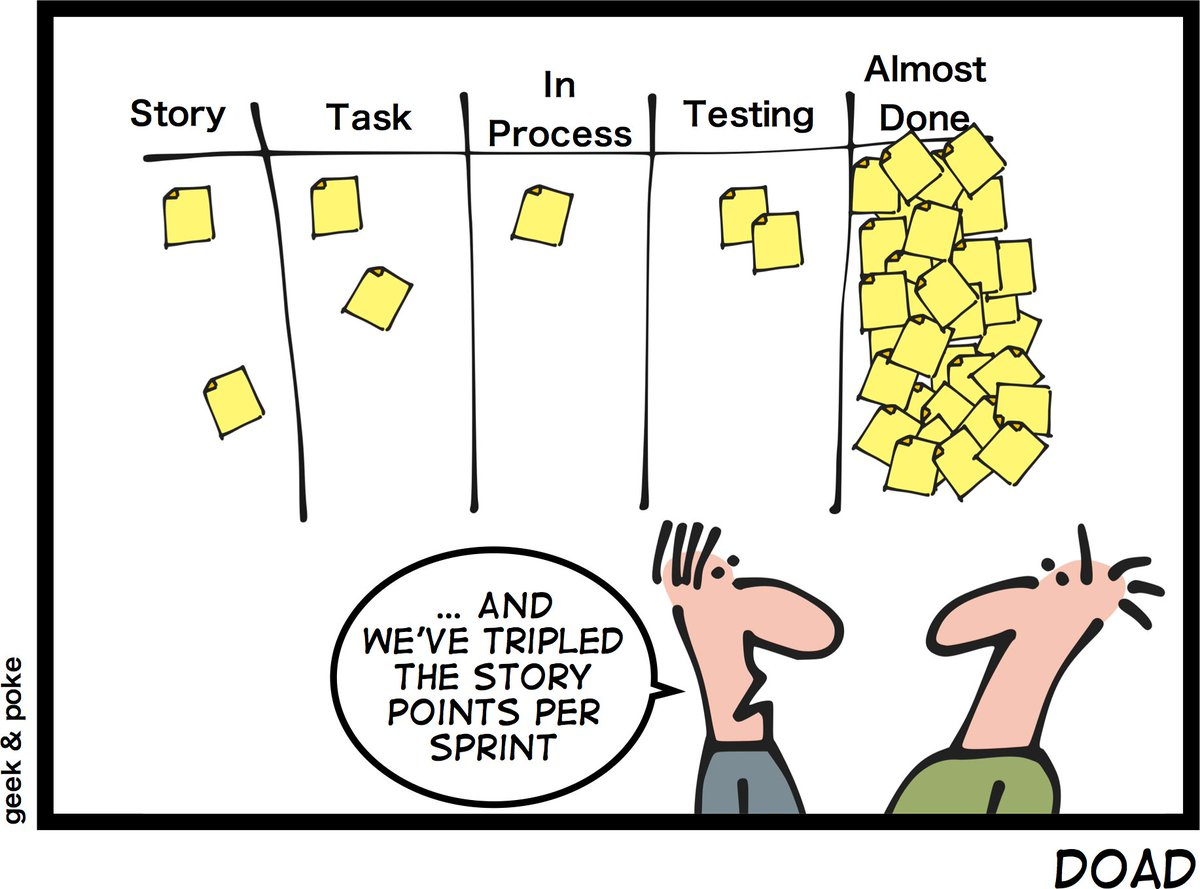 Story
Task
In
Process
Testing
Almost
Done
... AND
WE'VE TRIPLED
THE STORY
POINTS PER
SPRINT
geek & poke
DOAD